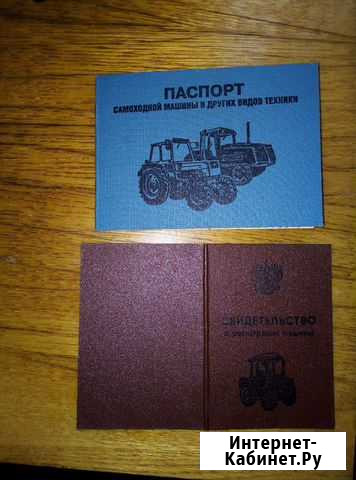 ПАСПОРТ
САМОХОДНОЙ МАШИНЫ И ДРУГИХ ВИДОВ ТЕХНИКИ
СВИДЕТЕЛЬСТВО
о регистрации машины
Интернет-
Кабинет.Ру